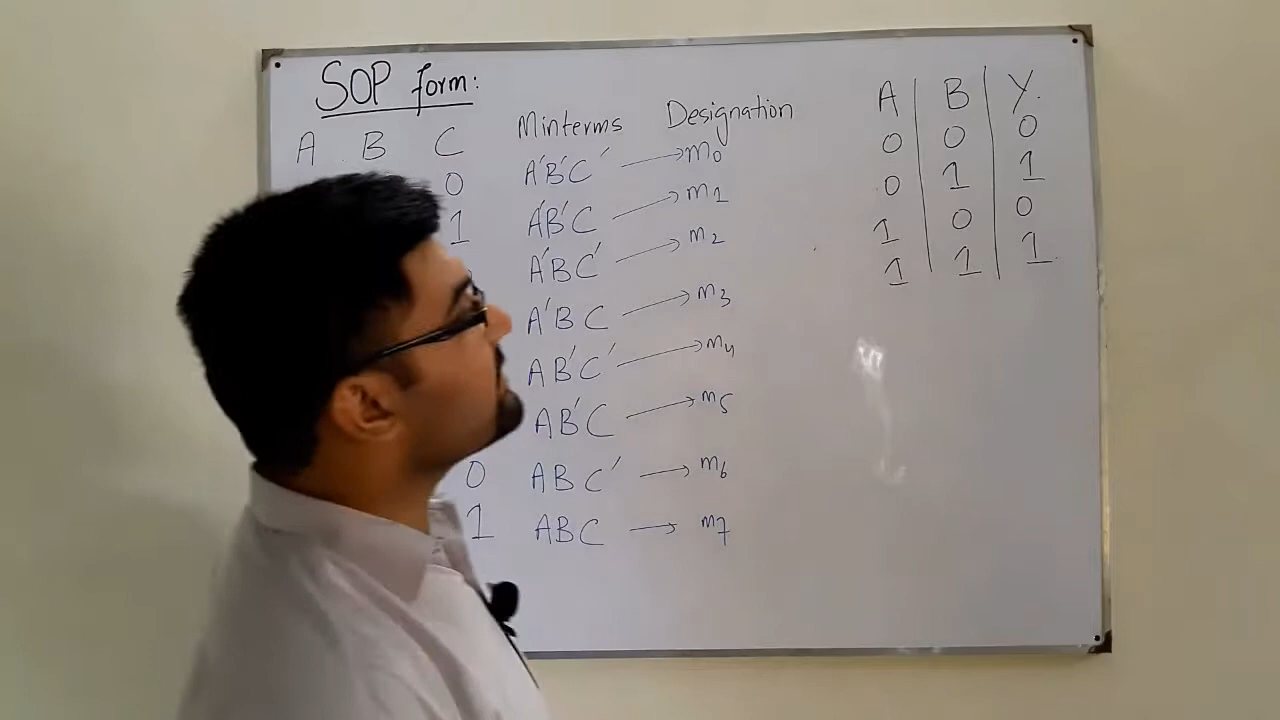 SOP form:
A B C Minterms Designation
0 A'B'C' → m0
1 A'B'C → m1
A'BC' → m2
A'BC → m3
AB'C' → m4
AB'C → m5
0 ABC' → m6
1 ABC → m7
A B Y.
0 0 0
0 1 1
1 0 0
1 1 1